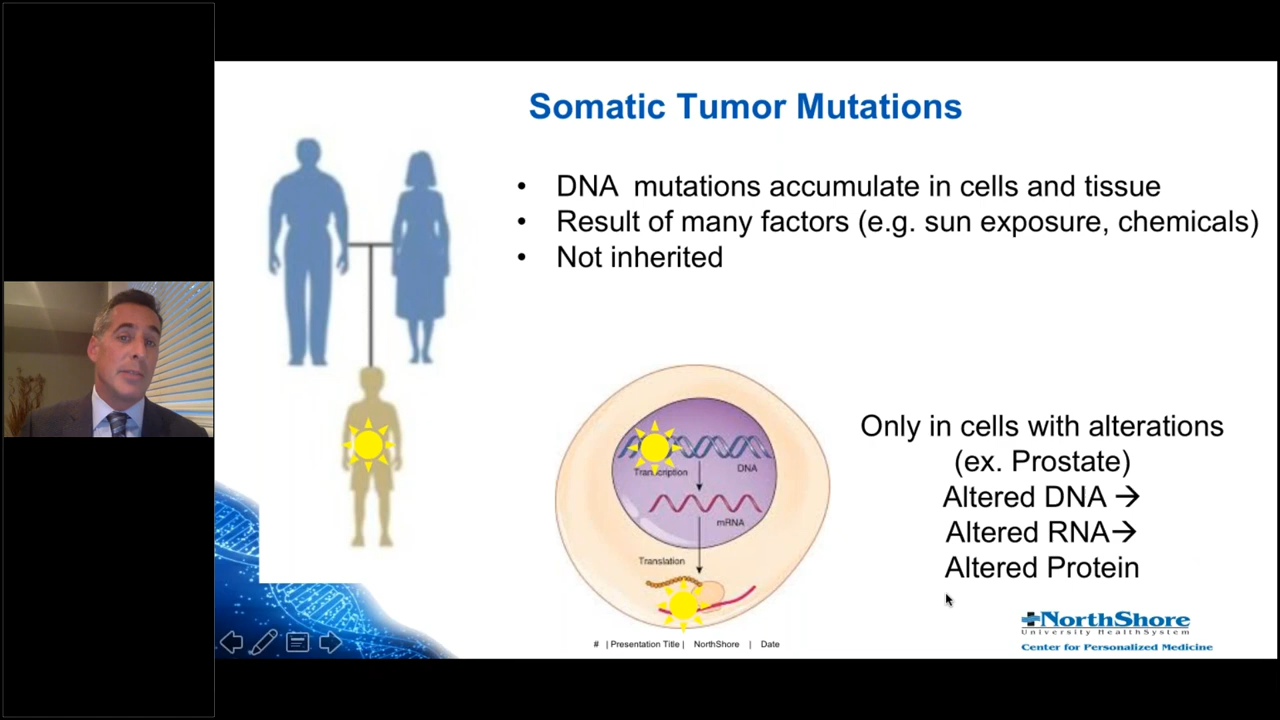 Somatic Tumor Mutations
• DNA mutations accumulate in cells and tissue
• Result of many factors (e.g. sun exposure, chemicals)
• Not inherited
Only in cells with alterations
(ex. Prostate)
Altered DNA →
Altered RNA→
Altered Protein
Transcription
DNA
mRNA
Translation
NorthShore
University HealthSystem
Center for Personalized Medicine
# | Presentation Title | NorthShore | Date